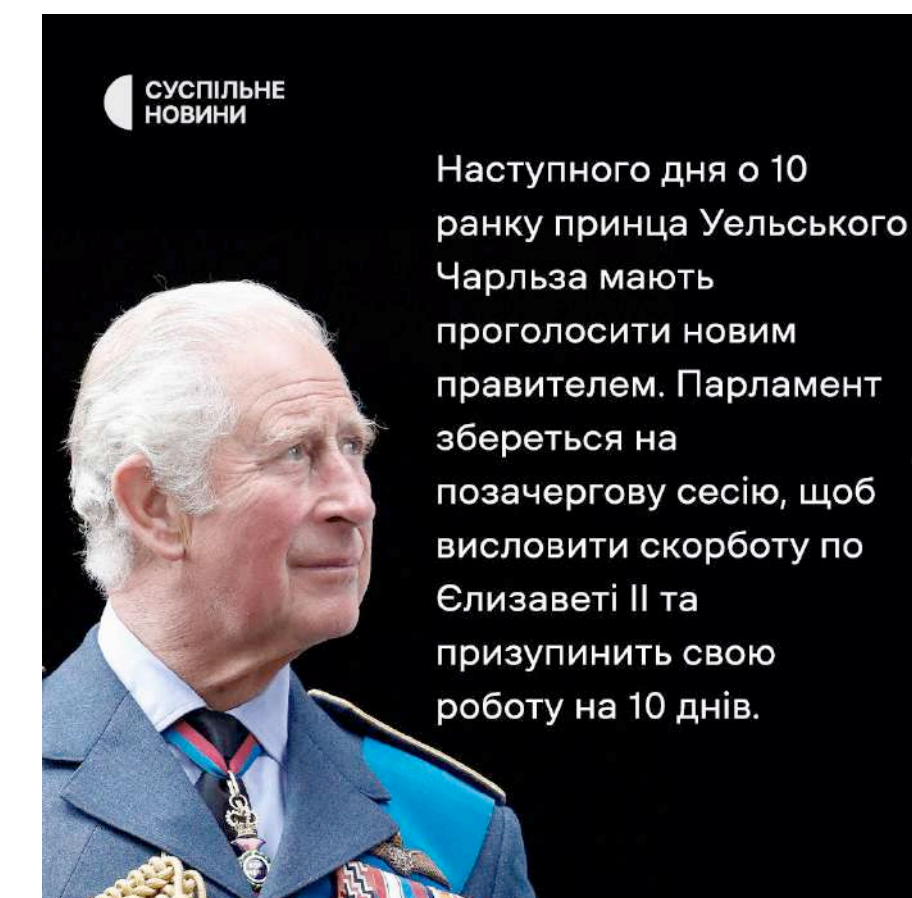 СУСПІЛЬНЕ
НОВИНИ
Наступного дня о 10
ранку принца Уельського
Чарльза мають
проголосити новим
правителем. Парламент
збереться на
позачергову сесію, щоб
висловити скорботу по
Єлизаветі II та
призупинить свою
роботу на 10 днів.